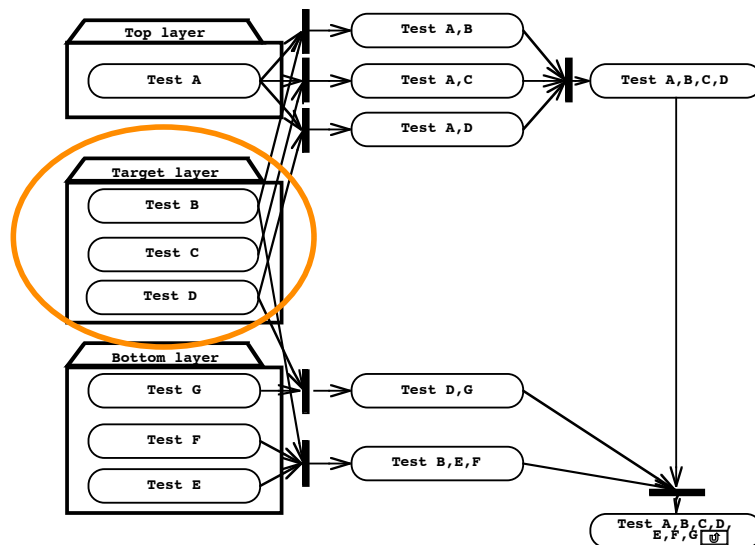 Top layer
Test A
Test A,B
Test A,C
Test A,D
Test A,B,C,D
Target layer
Test B
Test C
Test D
Bottom layer
Test G
Test F
Test E
Test D,G
Test B,E,F
Test A,B,C,D,
E,F,G